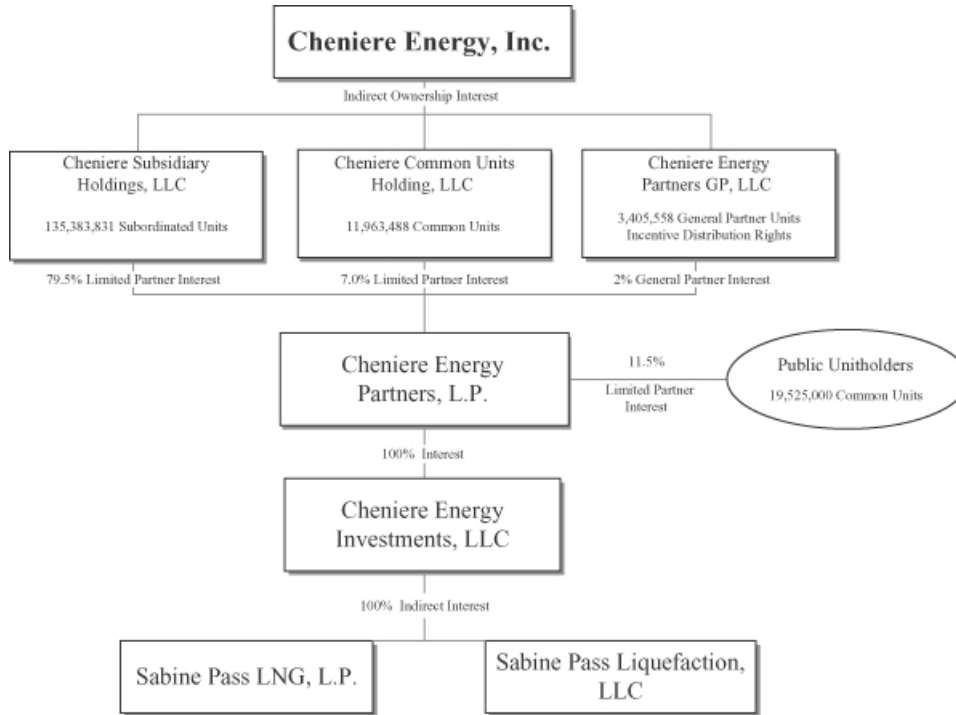 Cheniere Energy, Inc.
Indirect Ownership Interest
Cheniere Subsidiary
Holdings, LLC
135,383,831 Subordinated Units
Cheniere Common Units
Holding, LLC
11,963,488 Common Units
Cheniere Energy
Partners GP, LLC
3,405,558 General Partner Units
Incentive Distribution Rights
79.5% Limited Partner Interest
7.0% Limited Partner Interest
2% General Partner Interest
Cheniere Energy
Partners, L.P.
11.5%
Limited Partner
Interest
Public Unitholders
19,525,000 Common Units
100% Interest
Cheniere Energy
Investments, LLC
100% Indirect Interest
Sabine Pass LNG, L.P.
Sabine Pass Liquefaction,
LLC